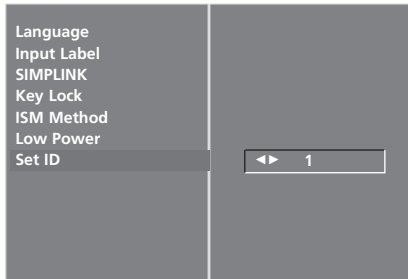 Language
Input Label
SIMPLINK
Key Lock
ISM Method
Low Power
Set ID ◀▶ 1